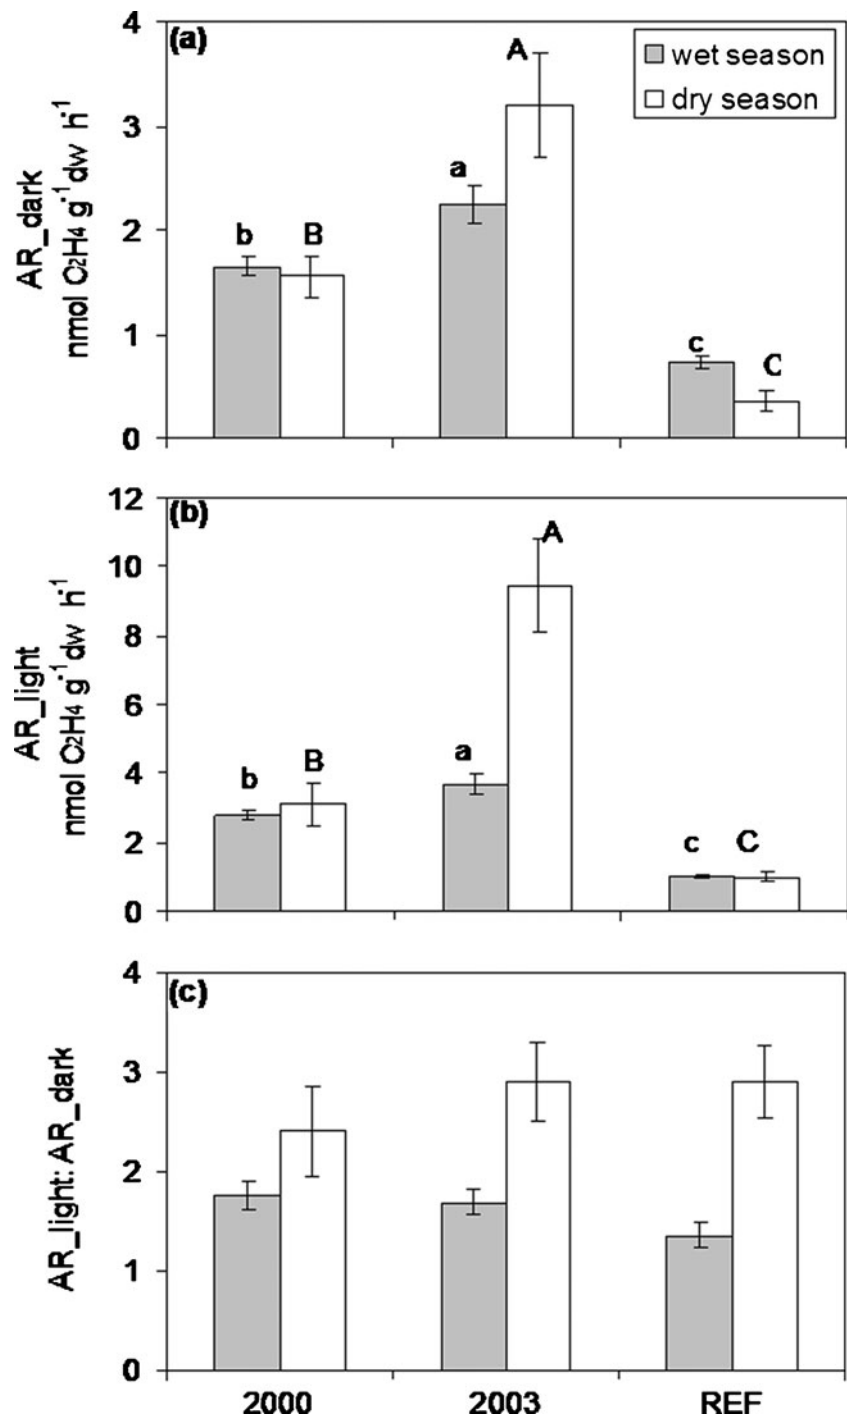 (a)
wet season
dry season
AR_dark
nmol C₂H₄ g⁻¹ dw h⁻¹
4
3
2
1
0
b
B
a
A
c
C
(b)
AR_light
nmol C₂H₄ g⁻¹ dw h⁻¹
12
10
8
6
4
2
0
b
B
a
A
c
C
(c)
AR_light: AR_dark
4
3
2
1
0
2000 2003 REF